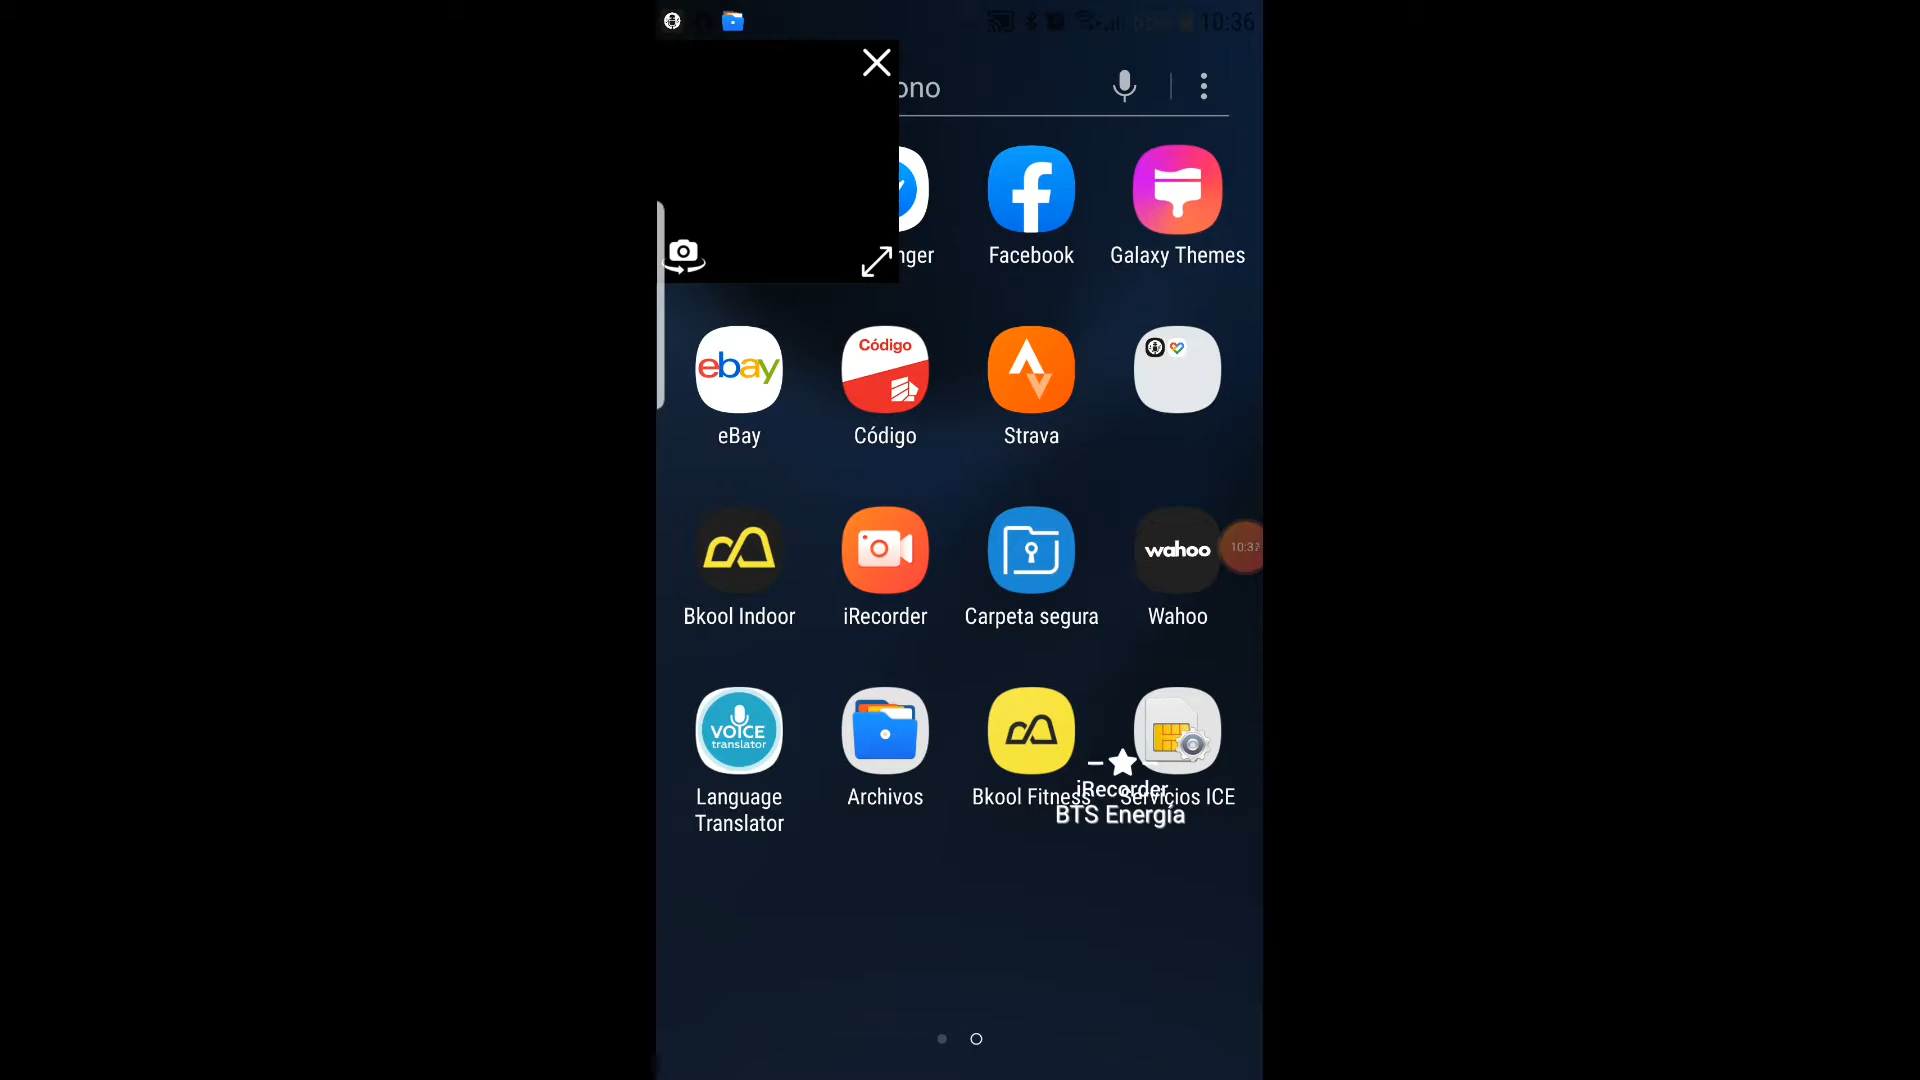 10:36
ono
nger
Facebook
Galaxy Themes
ebay
Código
eBay
Código
Strava
wahoo
10:37
Bkool Indoor
iRecorder
Carpeta segura
Wahoo
VOICE
translator
Language
Translator
Archivos
Bkool Fitness
Servicios ICE
iRecorder
BTS Energía